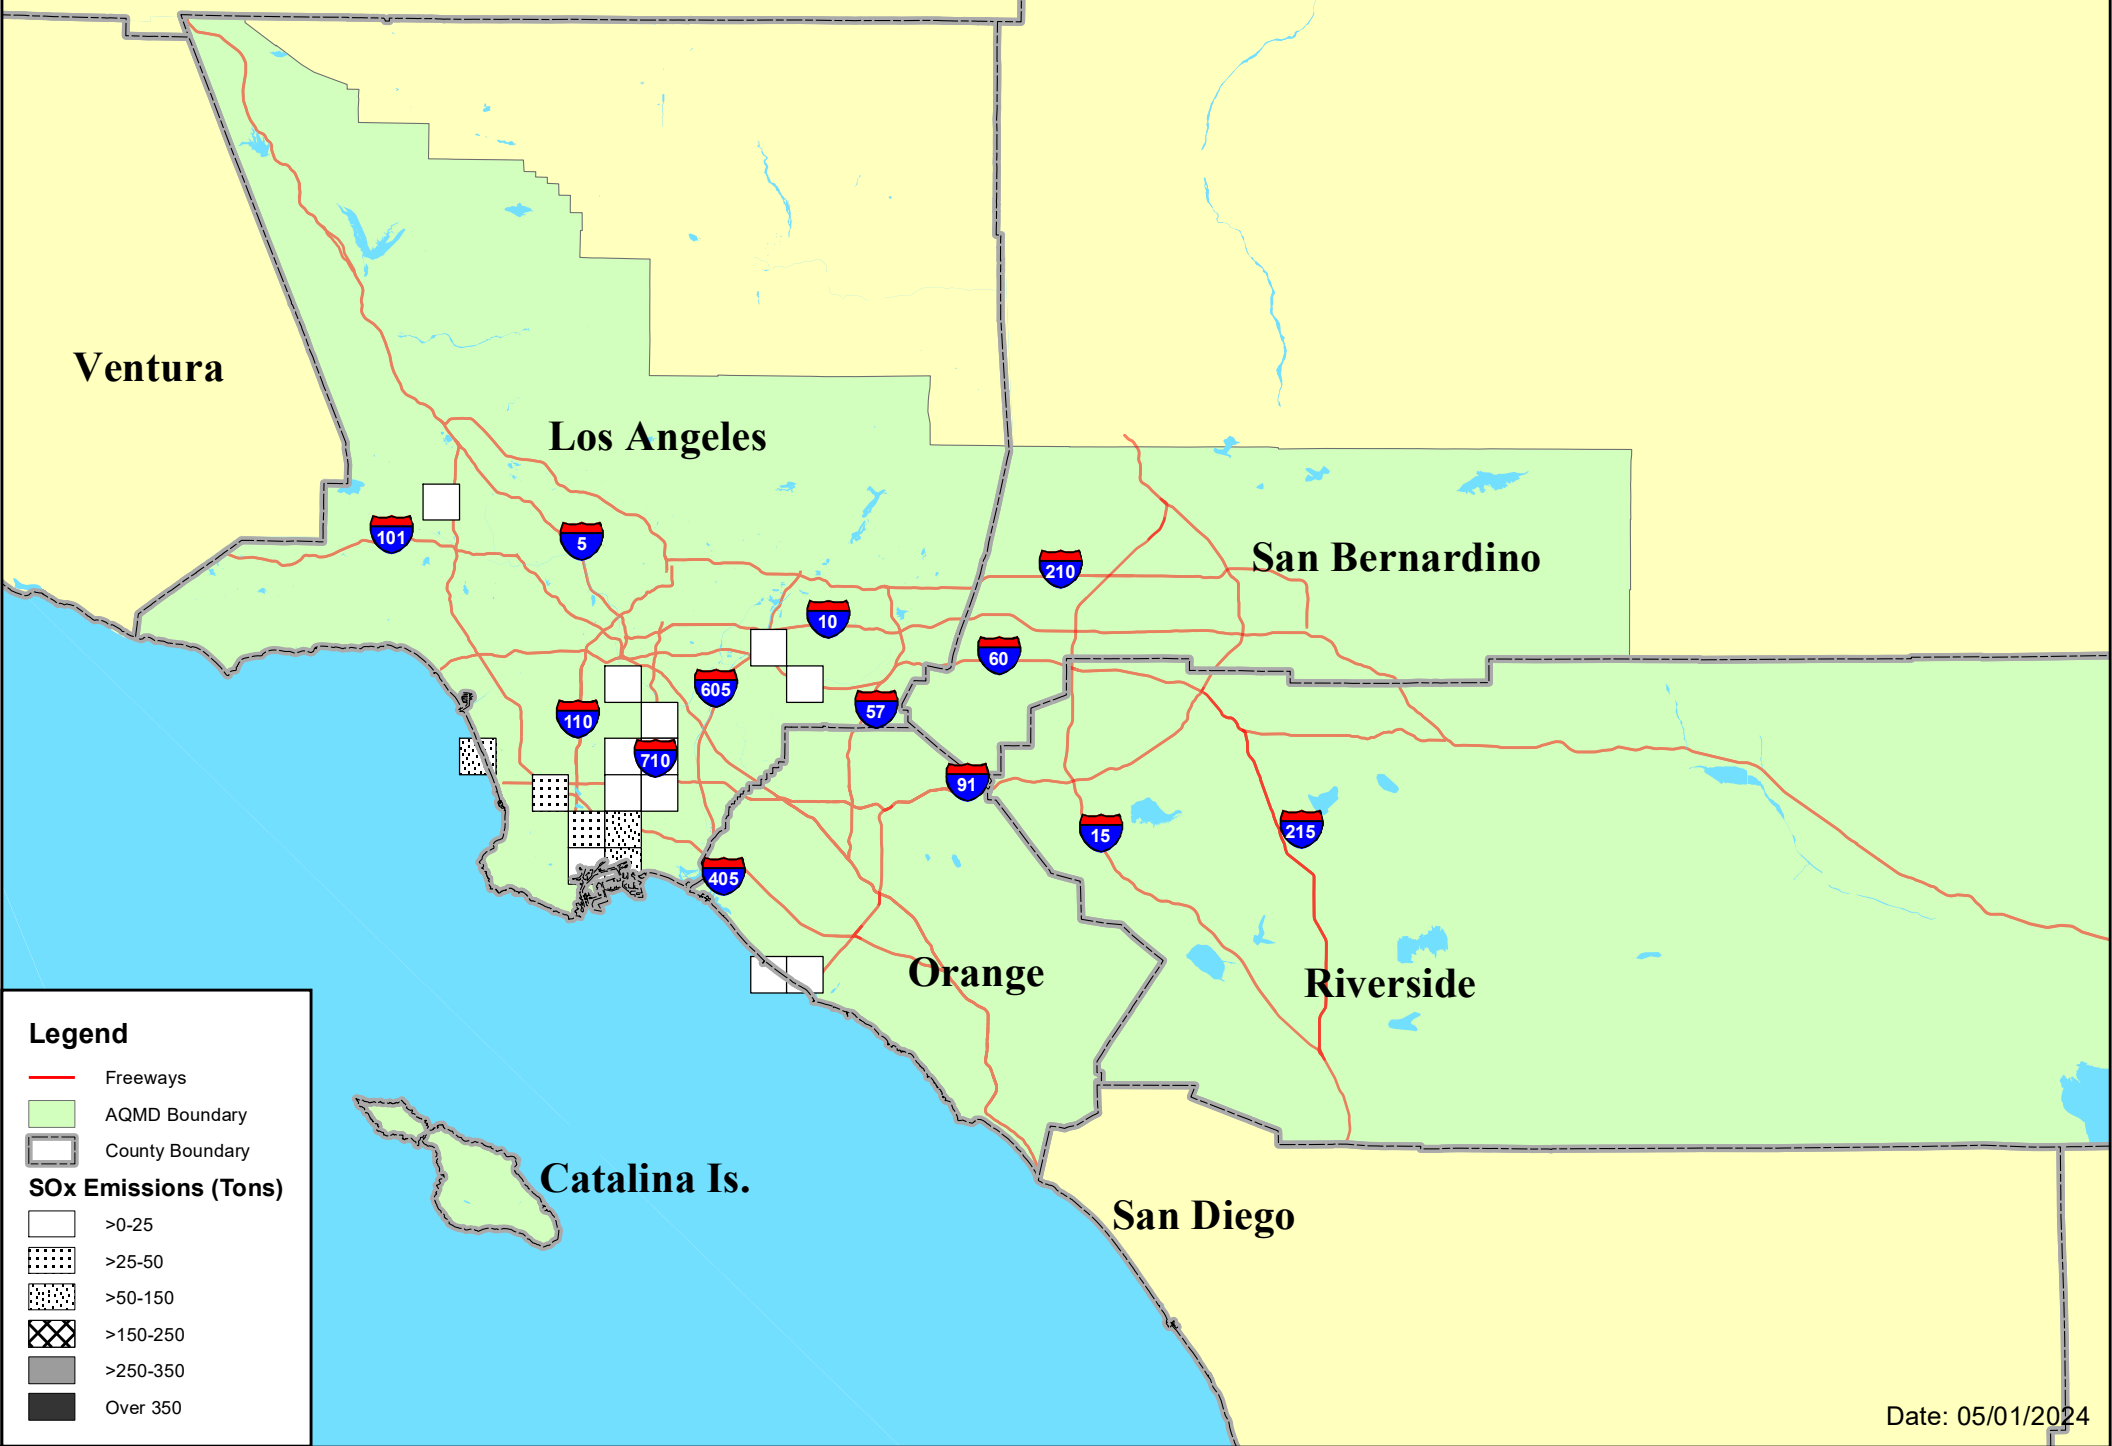 Ventura
Los Angeles
101
5
210
San Bernardino
10
60
605
57
110
710
91
15
215
405
Orange
Riverside
Legend
Freeways
AQMD Boundary
County Boundary
SOx Emissions (Tons)
>0-25
>25-50
>50-150
>150-250
>250-350
Over 350
Catalina Is.
San Diego
Date: 05/01/2024